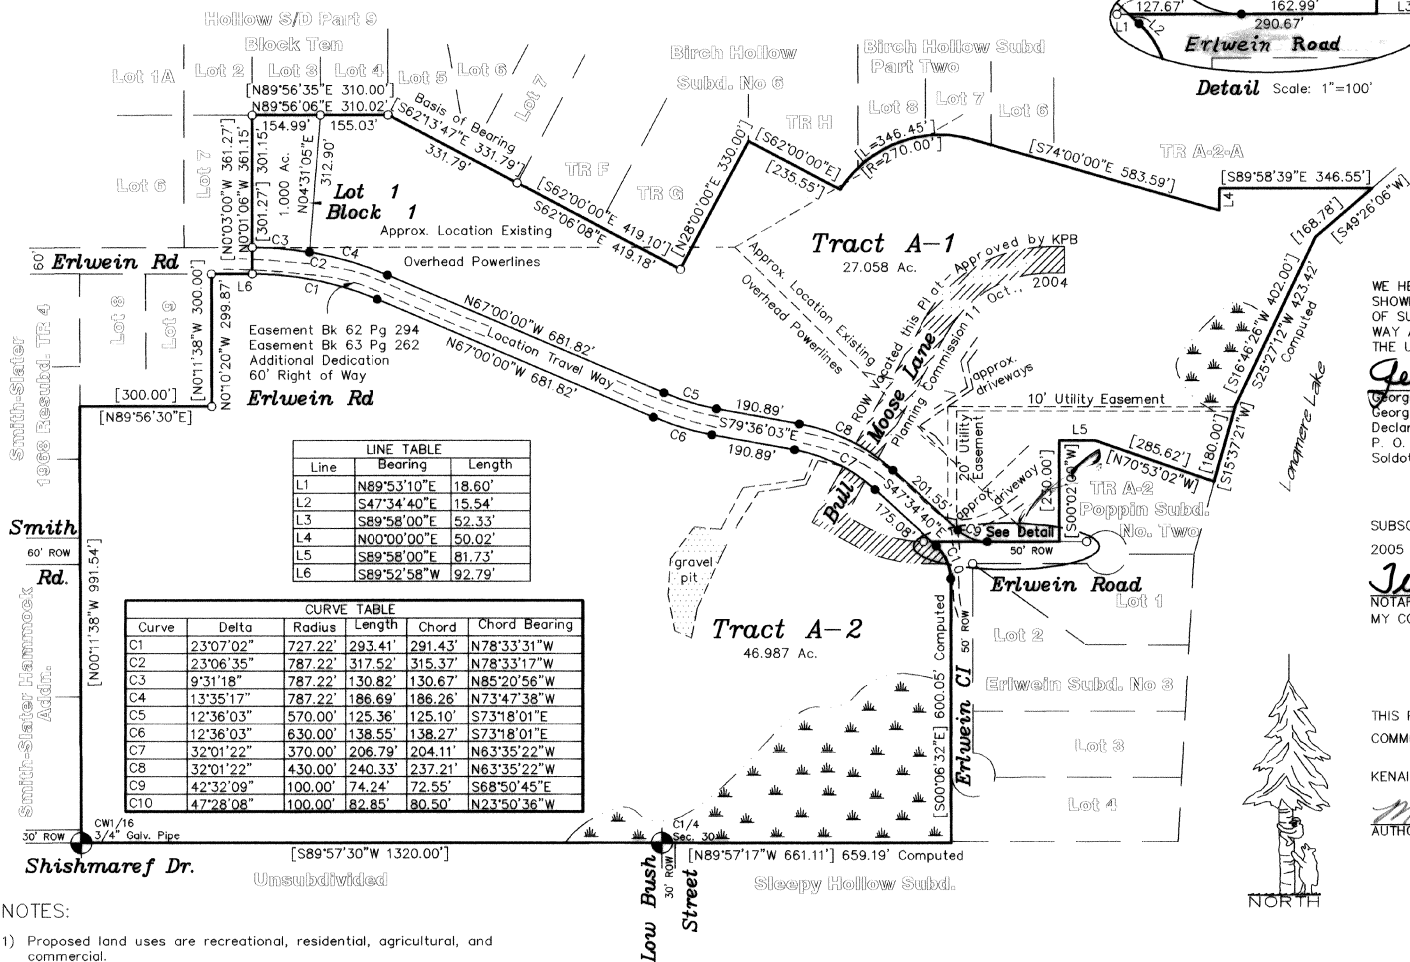 127.67'
162.99'
L3
290.67'
L1
L2
Erlwein Road
Detail Scale: 1"=100'
Hollow S/D Part 9
Block Ten
Lot 1A
Lot 2
Lot 3
Lot 4
Lot 5
Lot 6
Lot 7
[N89°56'35"E 310.00']
N89°56'06"E 310.02'
154.99'
155.03'
Basis of Bearing
[S62°13'47"E 331.79']
331.79'
Birch Hollow
Subd. No 6
TR F
TR G
TR H
[S62°00'00"E 419.10']
S62°06'08"E 419.18'
[N28°00'00"E 330.00']
[S62°00'00"E]
[235.55']
Birch Hollow Subd
Part Two
Lot 8
Lot 7
Lot 6
[L=346.45']
[R=270.00']
[S74°00'00"E 583.59']
TR A-2-A
[S89°58'39"E 346.55']
L4
[168.78']
[S49°26'06"W]
Lot 7
Lot 6
[N0°03'00"W 361.27']
N0°01'06"W 361.15'
[301.27'] 301.15'
1.000 Ac.
N04°31'05"E
312.90'
Lot 1
Block 1
Approx. Location Existing
Overhead Powerlines
60'
Erlwein Rd
C3
C2
C4
C1
L6
Tract A-1
27.058 Ac.
Approx. Location Existing
Overhead Powerlines
ROW Vacated this Plat Approved by KPB
Planning Commission 11 Oct., 2004
Bull Moose Lane
approx.
driveways
[S16°46'26"W 402.00']
S25°27'12"W 423.42'
Computed
Longmere Lake
WE HE
SHOW
OF SU
WAY A
THE U
Georg
Georg
Declar
P. O.
Soldot
SUBSC
2005
NOTAR
MY CO
Smith-Slater
1968 Resubd. TR 4
Lot 8
Lot 9
[N0°11'38"W 300.00']
N0°10'20"W 299.87'
[300.00']
[N89°56'30"E]
Easement Bk 62 Pg 294
Easement Bk 63 Pg 262
Additional Dedication
60' Right of Way
Erlwein Rd
N67°00'00"W 681.82'
Location Travel Way
N67°00'00"W 681.82'
C5
C6
190.89'
S79°36'03"E
190.89'
C8
C7
201.55'
S47°34'40"E
175.08'
10' Utility Easement
20' Utility
Easement
approx.
driveway
L5
[250.00']
[S00°02'00"W]
[285.62']
[N70°53'02"W]
[180.00']
[S15°37'21"W]
TR A-2
Poppin Subd.
No. Two
C9
C10
See Detail
50' ROW
Erlwein Road
LINE TABLE
Line Bearing Length
L1 N89°53'10"E 18.60'
L2 S47°34'40"E 15.54'
L3 S89°58'00"E 52.33'
L4 N00°00'00"E 50.02'
L5 S89°58'00"E 81.73'
L6 S89°52'58"W 92.79'
Smith
60' ROW
Rd.
Smith-Slater Hammock
Addn.
[N00°11'38"W 991.54']
CURVE TABLE
Curve Delta Radius Length Chord Chord Bearing
C1 23°07'02" 727.22' 293.41' 291.43' N78°33'31"W
C2 23°06'35" 787.22' 317.52' 315.37' N78°33'17"W
C3 9°31'18" 787.22' 130.82' 130.67' N85°20'56"W
C4 13°35'17" 787.22' 186.69' 186.26' N73°47'38"W
C5 12°36'03" 570.00' 125.36' 125.10' S73°18'01"E
C6 12°36'03" 630.00' 138.55' 138.27' S73°18'01"E
C7 32°01'22" 370.00' 206.79' 204.11' N63°35'22"W
C8 32°01'22" 430.00' 240.33' 237.21' N63°35'22"W
C9 42°32'09" 100.00' 74.24' 72.55' S68°50'45"E
C10 47°28'08" 100.00' 82.85' 80.50' N23°50'36"W
gravel
pit
Tract A-2
46.987 Ac.
[S00°06'32"E] 600.05' Computed
Erlwein Cl
50' ROW
Lot 1
Lot 2
Erlwein Subd. No 3
Lot 3
Lot 4
THIS P
COMMI
KENAI
AUTHO
NORTH
30' ROW
CW1/16
3/4" Galv. Pipe
Shishmaref Dr.
[S89°57'30"W 1320.00']
Unsubdivided
C1/4
Sec. 30
[N89°57'17"W 661.11'] 659.19' Computed
Sleepy Hollow Subd.
Low Bush
30' ROW
Street
NOTES:
1) Proposed land uses are recreational, residential, agricultural, and
commercial.